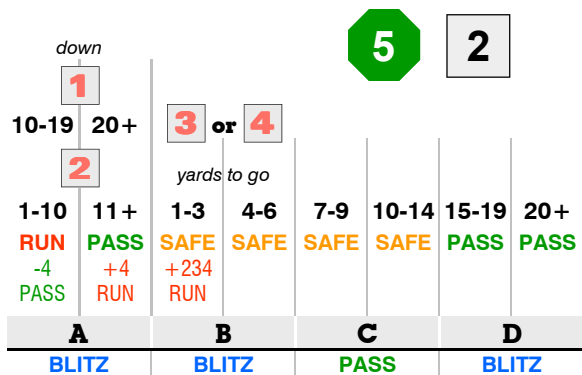 5 2
down
1
10-19 20+ 3 or 4
2 yards to go
1-10 11+ 1-3 4-6 7-9 10-14 15-19 20+
RUN PASS SAFE SAFE SAFE SAFE PASS PASS
-4 +4 +234
PASS RUN RUN
A B C D
BLITZ BLITZ PASS BLITZ